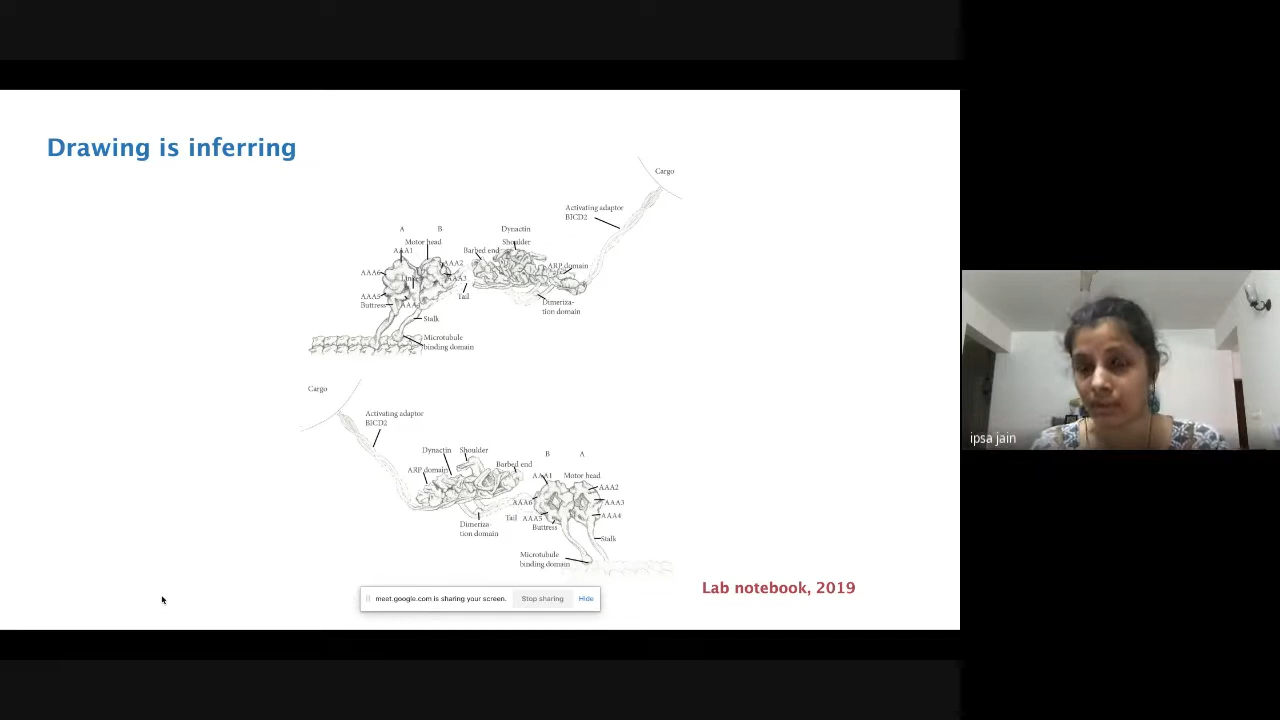 Drawing is inferring
Cargo
Activating adaptor
BICD2
A
B
Dynactin
Motor head
Shoulder
AAA1
Barbed end
AAA2
ARP domain
AAA6
AAA3
Linker
AAA5
Tail
Buttress
AAA4
Dimeriza-
tion domain
Stalk
Microtubule
binding domain
Cargo
Activating adaptor
BICD2
Dynactin
Shoulder
B
A
ARP domain
Barbed end
AAA1
Motor head
AAA2
AAA6
AAA3
Tail
AAA5
AAA4
Dimeriza-
tion domain
Buttress
Stalk
Microtubule
binding domain
Lab notebook, 2019
meet.google.com is sharing your screen.
Stop sharing
Hide
ipsa jain